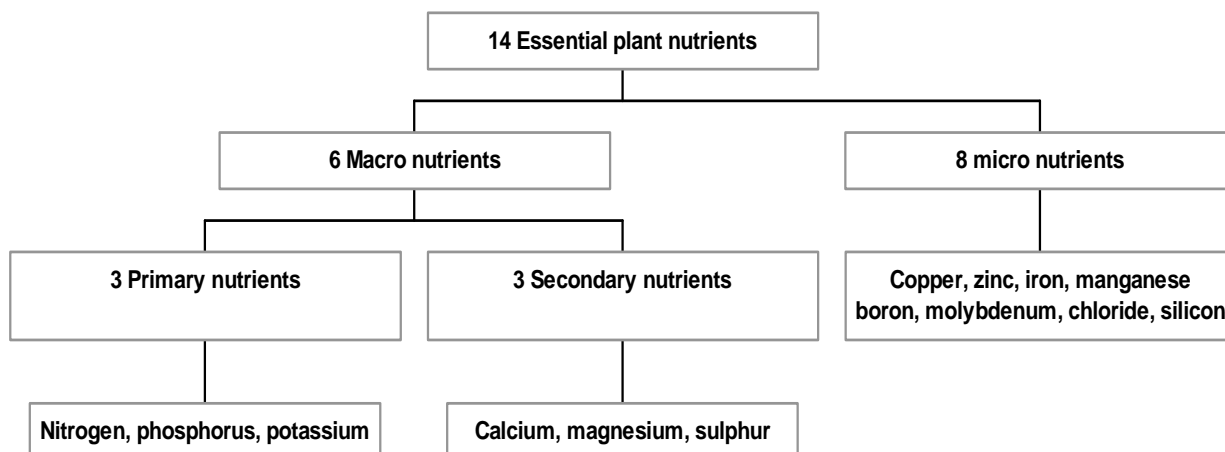 14 Essential plant nutrients
6 Macro nutrients
8 micro nutrients
3 Primary nutrients
3 Secondary nutrients
Copper, zinc, iron, manganese
boron, molybdenum, chloride, silicon
Nitrogen, phosphorus, potassium
Calcium, magnesium, sulphur